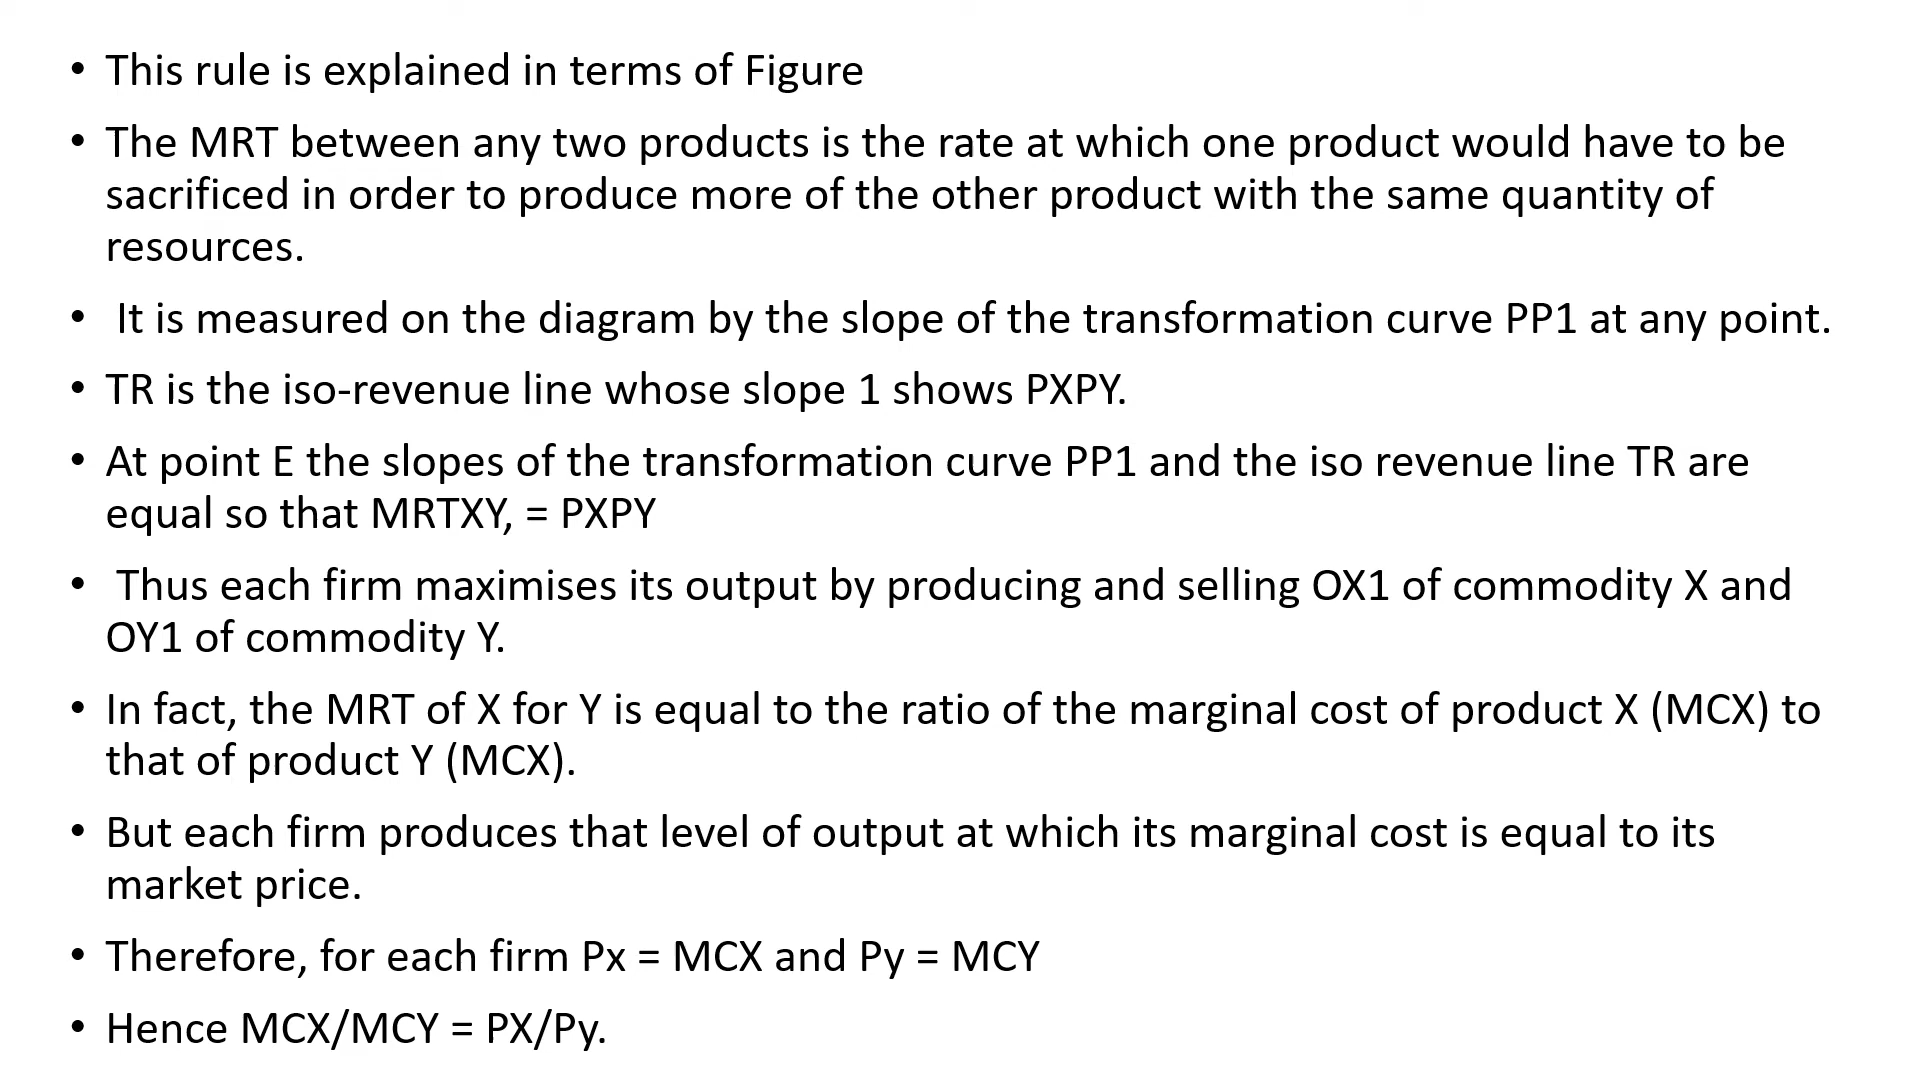 • This rule is explained in terms of Figure
• The MRT between any two products is the rate at which one product would have to be
sacrificed in order to produce more of the other product with the same quantity of
resources.
• It is measured on the diagram by the slope of the transformation curve PP1 at any point.
• TR is the iso-revenue line whose slope 1 shows PXPY.
• At point E the slopes of the transformation curve PP1 and the iso revenue line TR are
equal so that MRTXY, = PXPY
• Thus each firm maximises its output by producing and selling OX1 of commodity X and
OY1 of commodity Y.
• In fact, the MRT of X for Y is equal to the ratio of the marginal cost of product X (MCX) to
that of product Y (MCX).
• But each firm produces that level of output at which its marginal cost is equal to its
market price.
• Therefore, for each firm Px = MCX and Py = MCY
• Hence MCX/MCY = PX/Py.